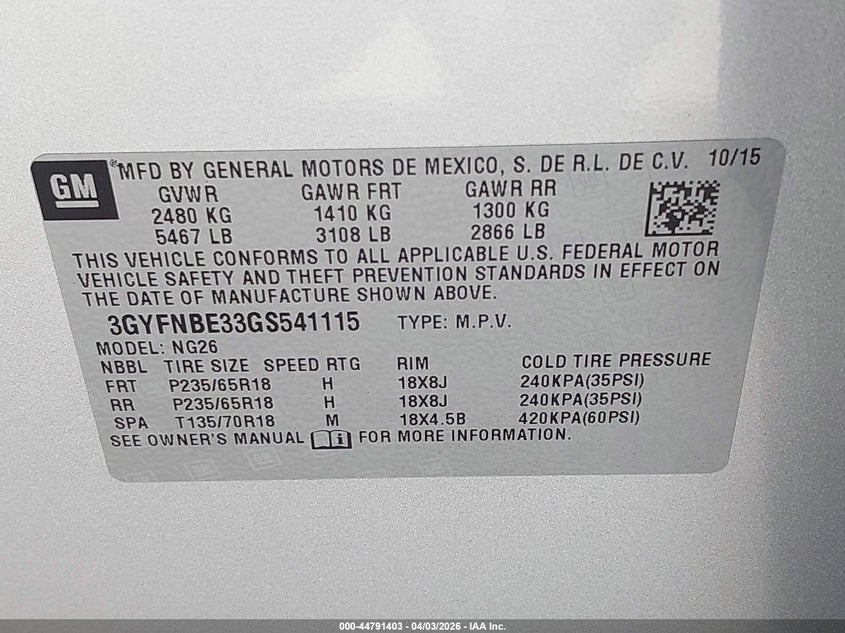 GM ®MFD BY GENERAL MOTORS DE MEXICO, S. DE R.L. DE C.V. 10/15
GVWR GAWR FRT GAWR RR
2480 KG 1410 KG 1300 KG
5467 LB 3108 LB 2866 LB
THIS VEHICLE CONFORMS TO ALL APPLICABLE U.S. FEDERAL MOTOR
VEHICLE SAFETY AND THEFT PREVENTION STANDARDS IN EFFECT ON
THE DATE OF MANUFACTURE SHOWN ABOVE.
3GYFNBE33GS541115 TYPE: M.P.V.
MODEL: NG26
NBBL TIRE SIZE SPEED RTG RIM COLD TIRE PRESSURE
FRT P235/65R18 H 18X8J 240KPA(35PSI)
RR P235/65R18 H 18X8J 240KPA(35PSI)
SPA T135/70R18 M 18X4.5B 420KPA(60PSI)
SEE OWNER'S MANUAL FOR MORE INFORMATION.
000-44791403 - 04/03/2026 - IAA Inc.